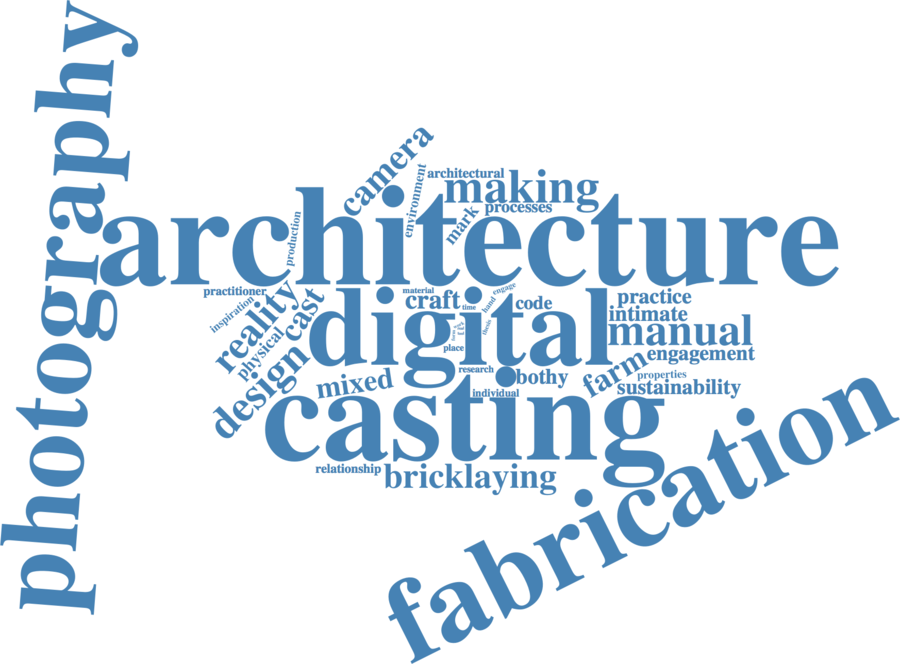 photography
camera
environment
architectural
making
mark
processes
production
architecture
practitioner
inspiration
reality
cast
physical
design
material
craft
time
hand
engage
thesis
code
digital
place
practice
intimate
manual
engagement
research
bothy
farm
properties
sustainability
mixed
individual
casting
relationship
bricklaying
fabrication